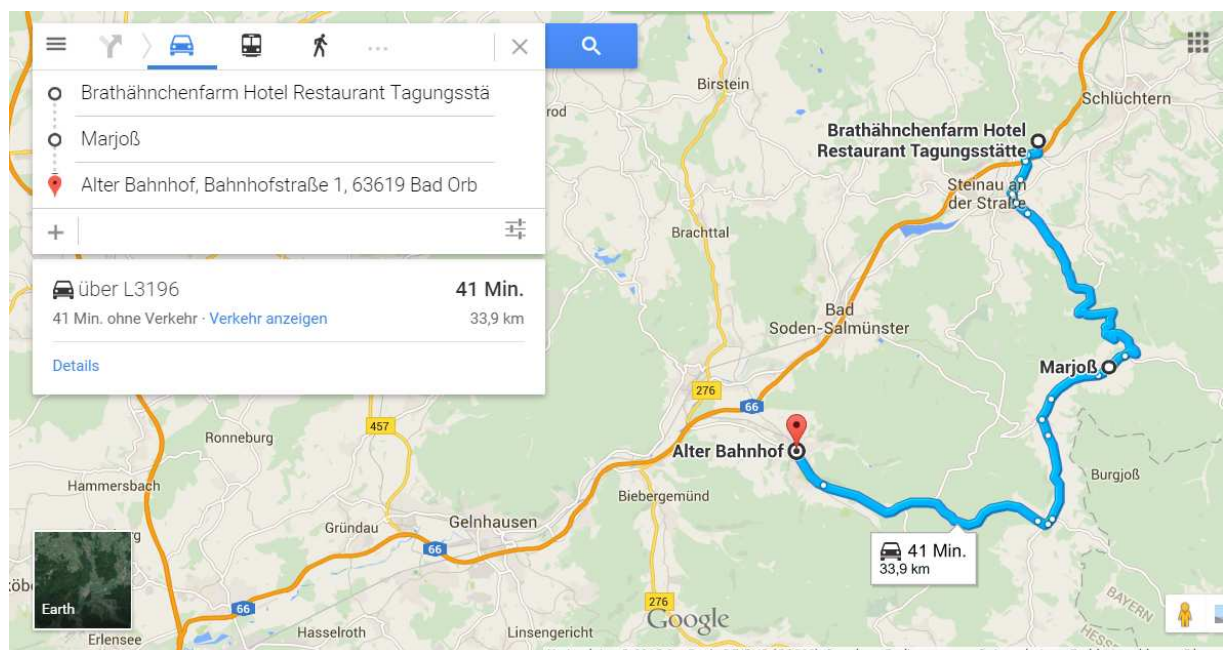 Brathähnchenfarm Hotel Restaurant Tagungsstä
Marjoß
Alter Bahnhof, Bahnhofstraße 1, 63619 Bad Orb
über L3196
41 Min.
41 Min. ohne Verkehr · Verkehr anzeigen
33,9 km
Details
Birstein
Schlüchtern
rod
Brathähnchenfarm Hotel
Restaurant Tagungsstätte
Steinau an
der Straße
Brachttal
Bad
Soden-Salmünster
Marjoß
276
66
457
Ronneburg
Alter Bahnhof
Hammersbach
Burgjoß
Biebergemünd
Gründau
Gelnhausen
66
41 Min.
33,9 km
Earth
66
276
Google
BAYERN
HESSEN
Erlensee
Hasselroth
Linsengericht